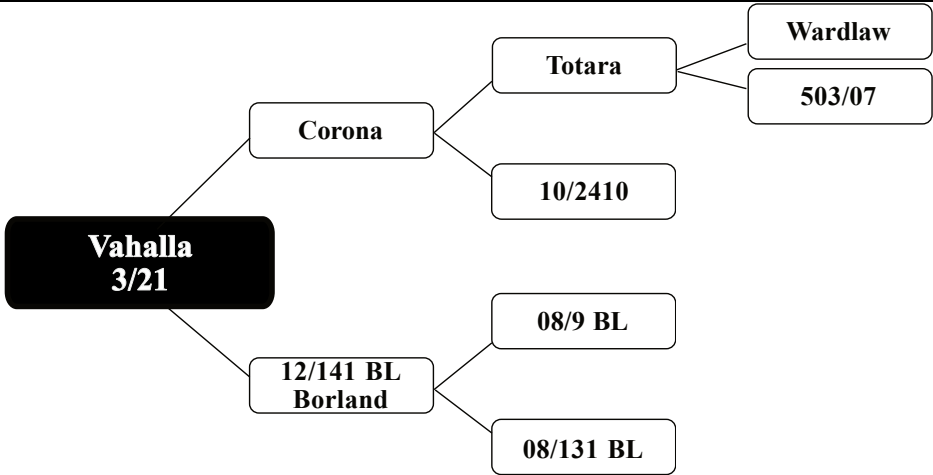 Wardlaw
Totara
503/07
Corona
10/2410
Vahalla
3/21
08/9 BL
12/141 BL
Borland
08/131 BL